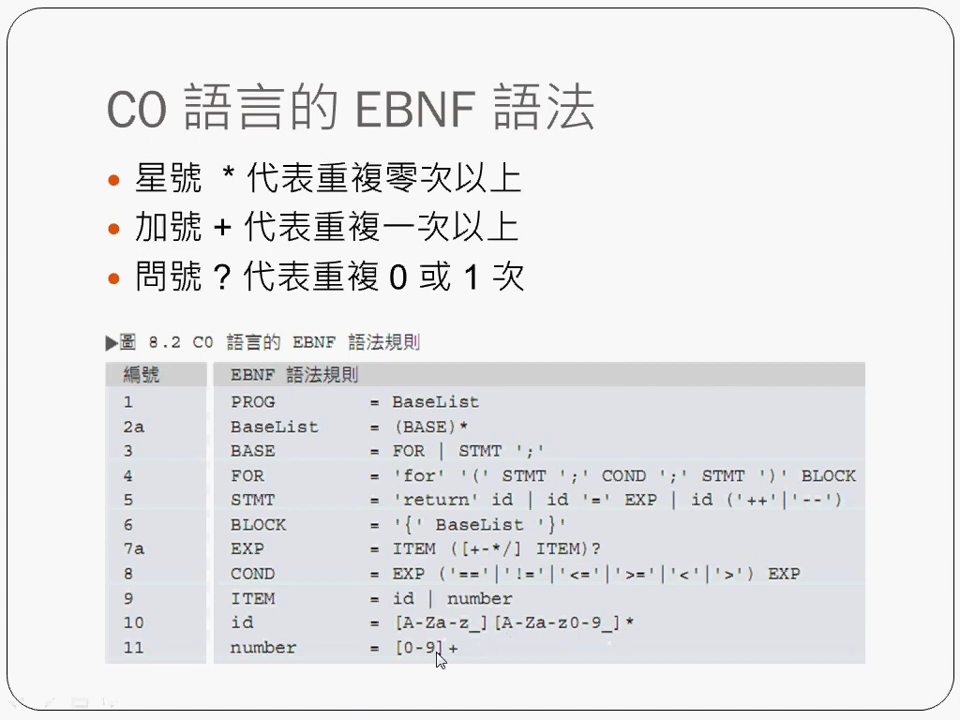 C0 語言的 EBNF 語法
• 星號 * 代表重複零次以上
• 加號 + 代表重複一次以上
• 問號 ? 代表重複 0 或 1 次
▶圖 8.2 C0 語言的 EBNF 語法規則
編號 EBNF 語法規則
1 PROG = BaseList
2a BaseList = (BASE)*
3 BASE = FOR | STMT ';'
4 FOR = 'for' '(' STMT ';' COND ';' STMT ')' BLOCK
5 STMT = 'return' id | id '=' EXP | id ('++'|'--')
6 BLOCK = '{' BaseList '}'
7a EXP = ITEM ([+-*/] ITEM)?
8 COND = EXP ('=='|'!='|'<='|'>='|'<'|'>') EXP
9 ITEM = id | number
10 id = [A-Za-z_][A-Za-z0-9_]*
11 number = [0-9]+